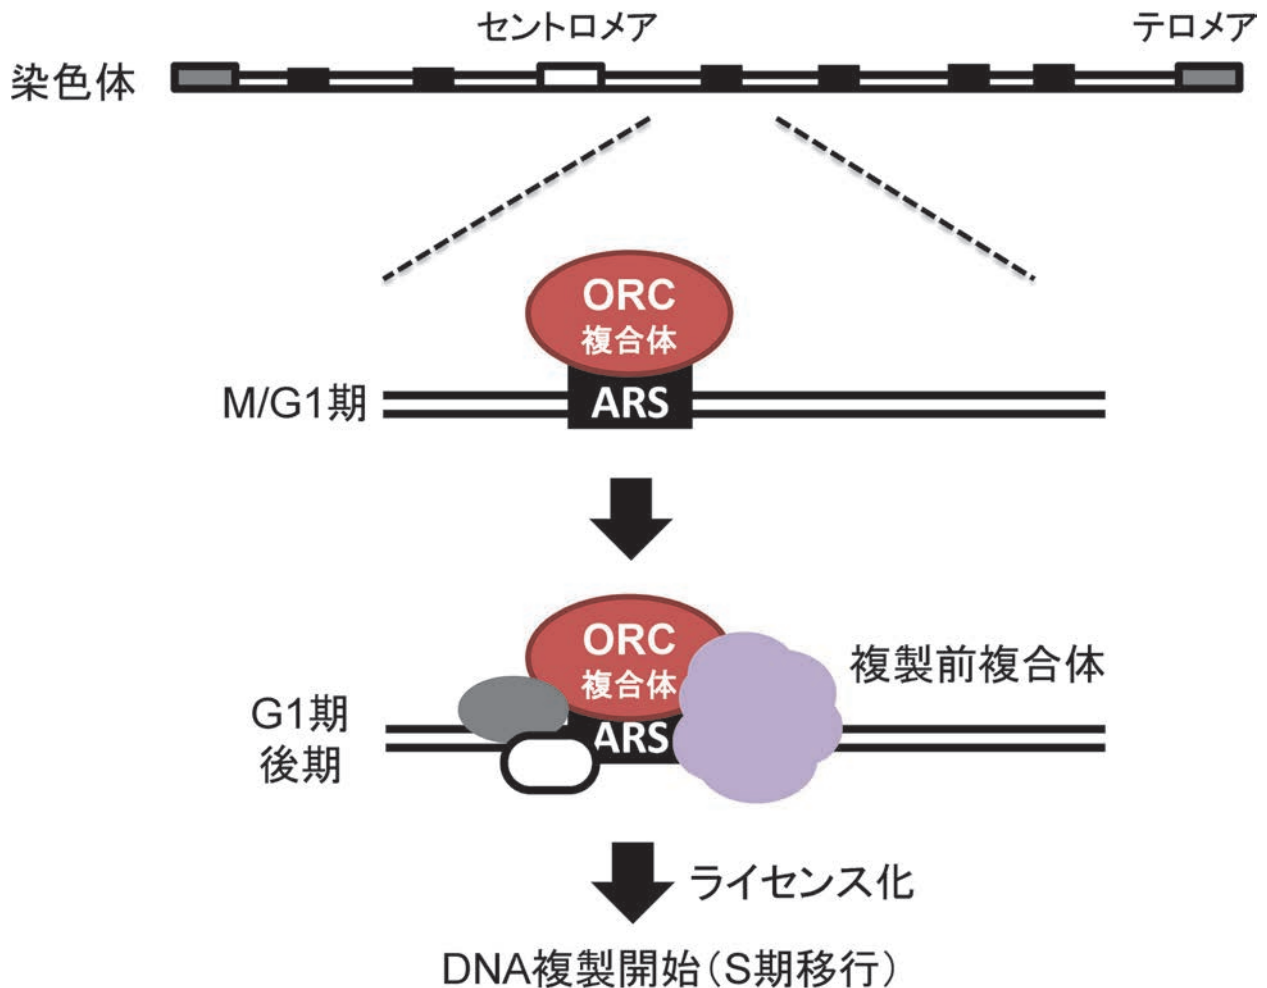 セントロメア
テロメア
染色体
ORC
複合体
M/G1期
ARS
ORC
複合体
複製前複合体
G1期
後期
ARS
ライセンス化
DNA複製開始（S期移行）